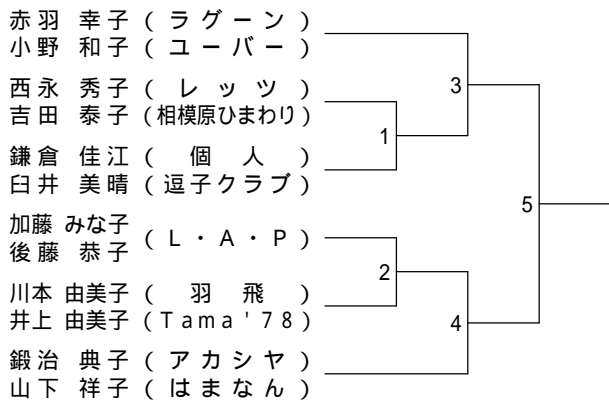 赤羽 幸子 (ラグーン)
小野 和子 (ユーバー)
西永 秀子 (レッツ)
吉田 泰子 (相模原ひまわり)
鎌倉 佳江 (個人)
臼井 美晴 (逗子クラブ)
加藤 みな子
後藤 恭子
(L・A・P)
川本 由美子 (羽飛)
井上 由美子 (Tama'78)
鍛治 典子 (アカシヤ)
山下 祥子 (はまなん)
3
1
5
2
4